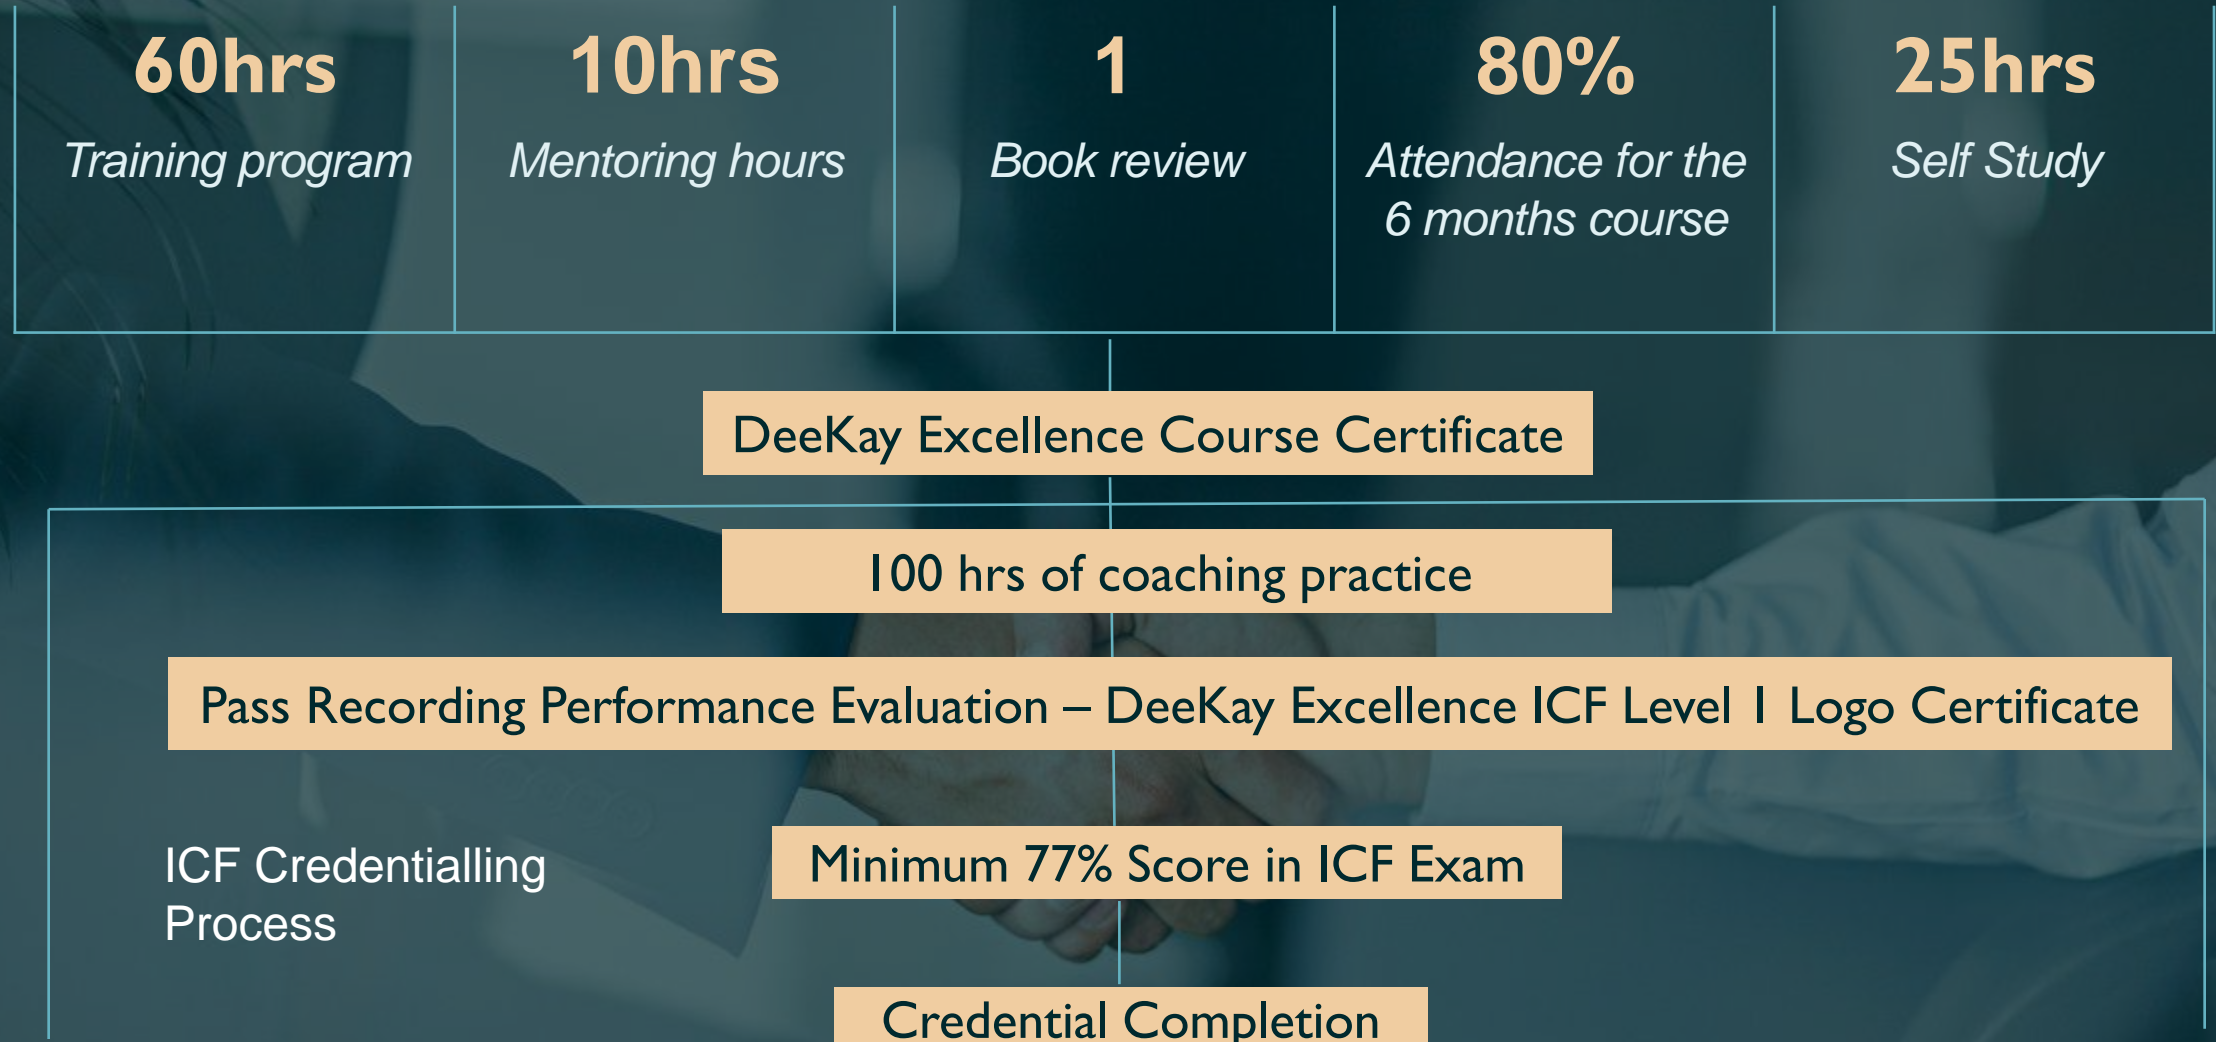 60hrs
Training program
10hrs
Mentoring hours
1
Book review
80%
Attendance for the
6 months course
25hrs
Self Study
DeeKay Excellence Course Certificate
100 hrs of coaching practice
Pass Recording Performance Evaluation – DeeKay Excellence ICF Level 1 Logo Certificate
ICF Credentialling
Process
Minimum 77% Score in ICF Exam
Credential Completion